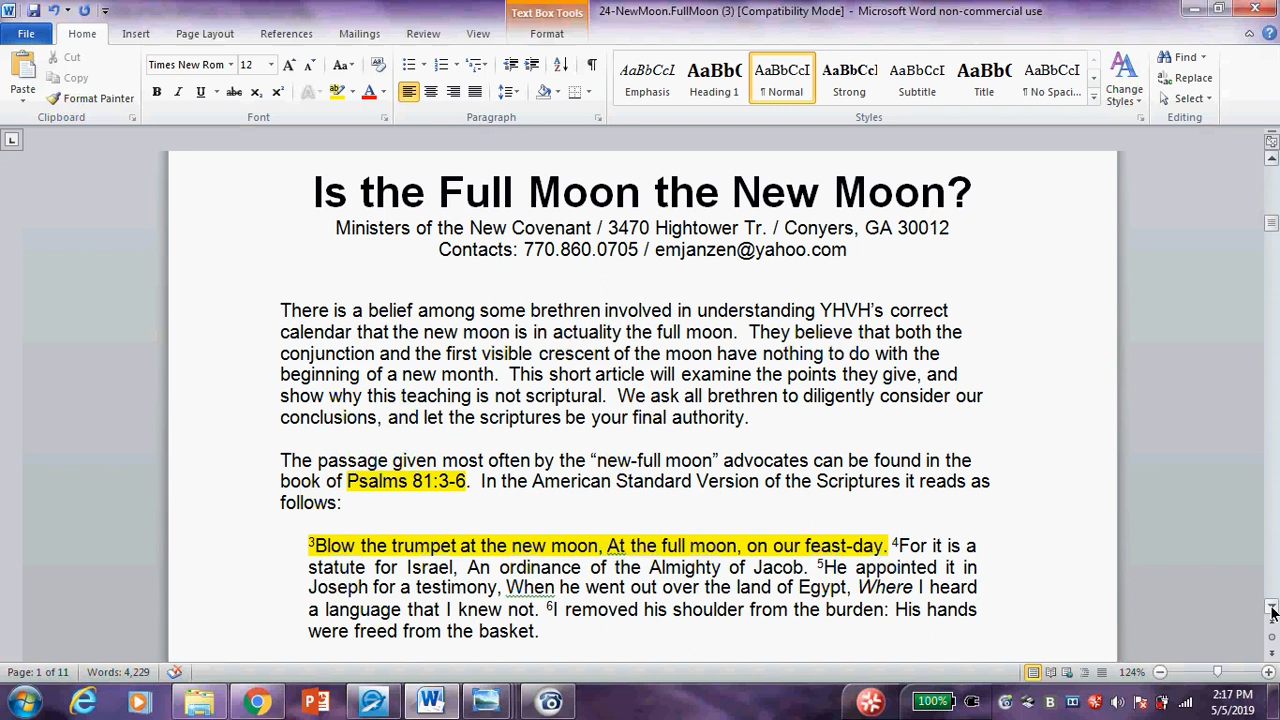 Text Box Tools
24-NewMoon.FullMoon (3) [Compatibility Mode] - Microsoft Word non-commercial use
File Home Insert Page Layout References Mailings Review View Format
Cut
Copy
Format Painter
Paste
Clipboard
Times New Rom 12
Aa
B I U abc X₂ X² A A
Font
Paragraph
AaBbCcI AaBb( AaBbCcI AaBbCcI AaBbCcI AaBb( AaBbCcI
Emphasis Heading 1 ¶ Normal Strong Subtitle Title ¶ No Spaci...
Change Styles
Styles
Find
Replace
Select
Editing
Is the Full Moon the New Moon?
Ministers of the New Covenant / 3470 Hightower Tr. / Conyers, GA 30012
Contacts: 770.860.0705 / emjanzen@yahoo.com
There is a belief among some brethren involved in understanding YHVH’s correct
calendar that the new moon is in actuality the full moon.  They believe that both the
conjunction and the first visible crescent of the moon have nothing to do with the
beginning of a new month.  This short article will examine the points they give, and
show why this teaching is not scriptural.  We ask all brethren to diligently consider our
conclusions, and let the scriptures be your final authority.
The passage given most often by the “new-full moon” advocates can be found in the
book of Psalms 81:3-6.  In the American Standard Version of the Scriptures it reads as
follows:
³Blow the trumpet at the new moon, At the full moon, on our feast-day. ⁴For it is a
statute for Israel, An ordinance of the Almighty of Jacob. ⁵He appointed it in
Joseph for a testimony, When he went out over the land of Egypt, Where I heard
a language that I knew not. ⁶I removed his shoulder from the burden: His hands
were freed from the basket.
Page: 1 of 11 Words: 4,229 124%
100% 2:17 PM
5/5/2019